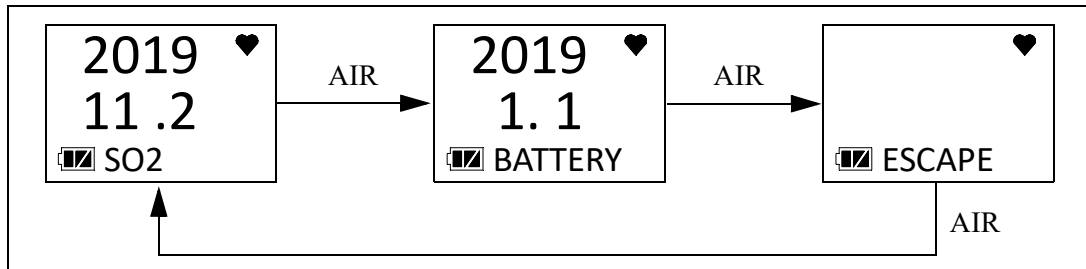 2019
11 .2
SO2
AIR
2019
1. 1
BATTERY
AIR
ESCAPE
AIR